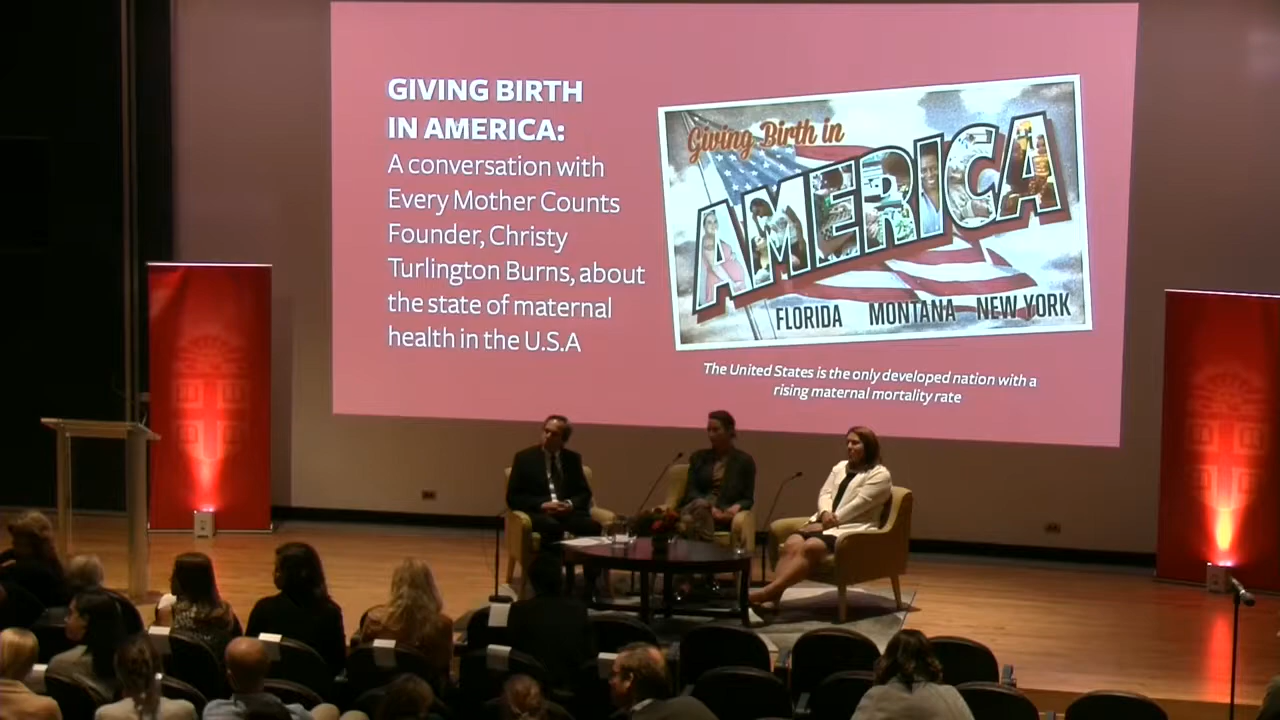 GIVING BIRTH
IN AMERICA:
A conversation with
Every Mother Counts
Founder, Christy
Turlington Burns, about
the state of maternal
health in the U.S.A
Giving Birth in
AMERICA
FLORIDA MONTANA NEW YORK
The United States is the only developed nation with a
rising maternal mortality rate